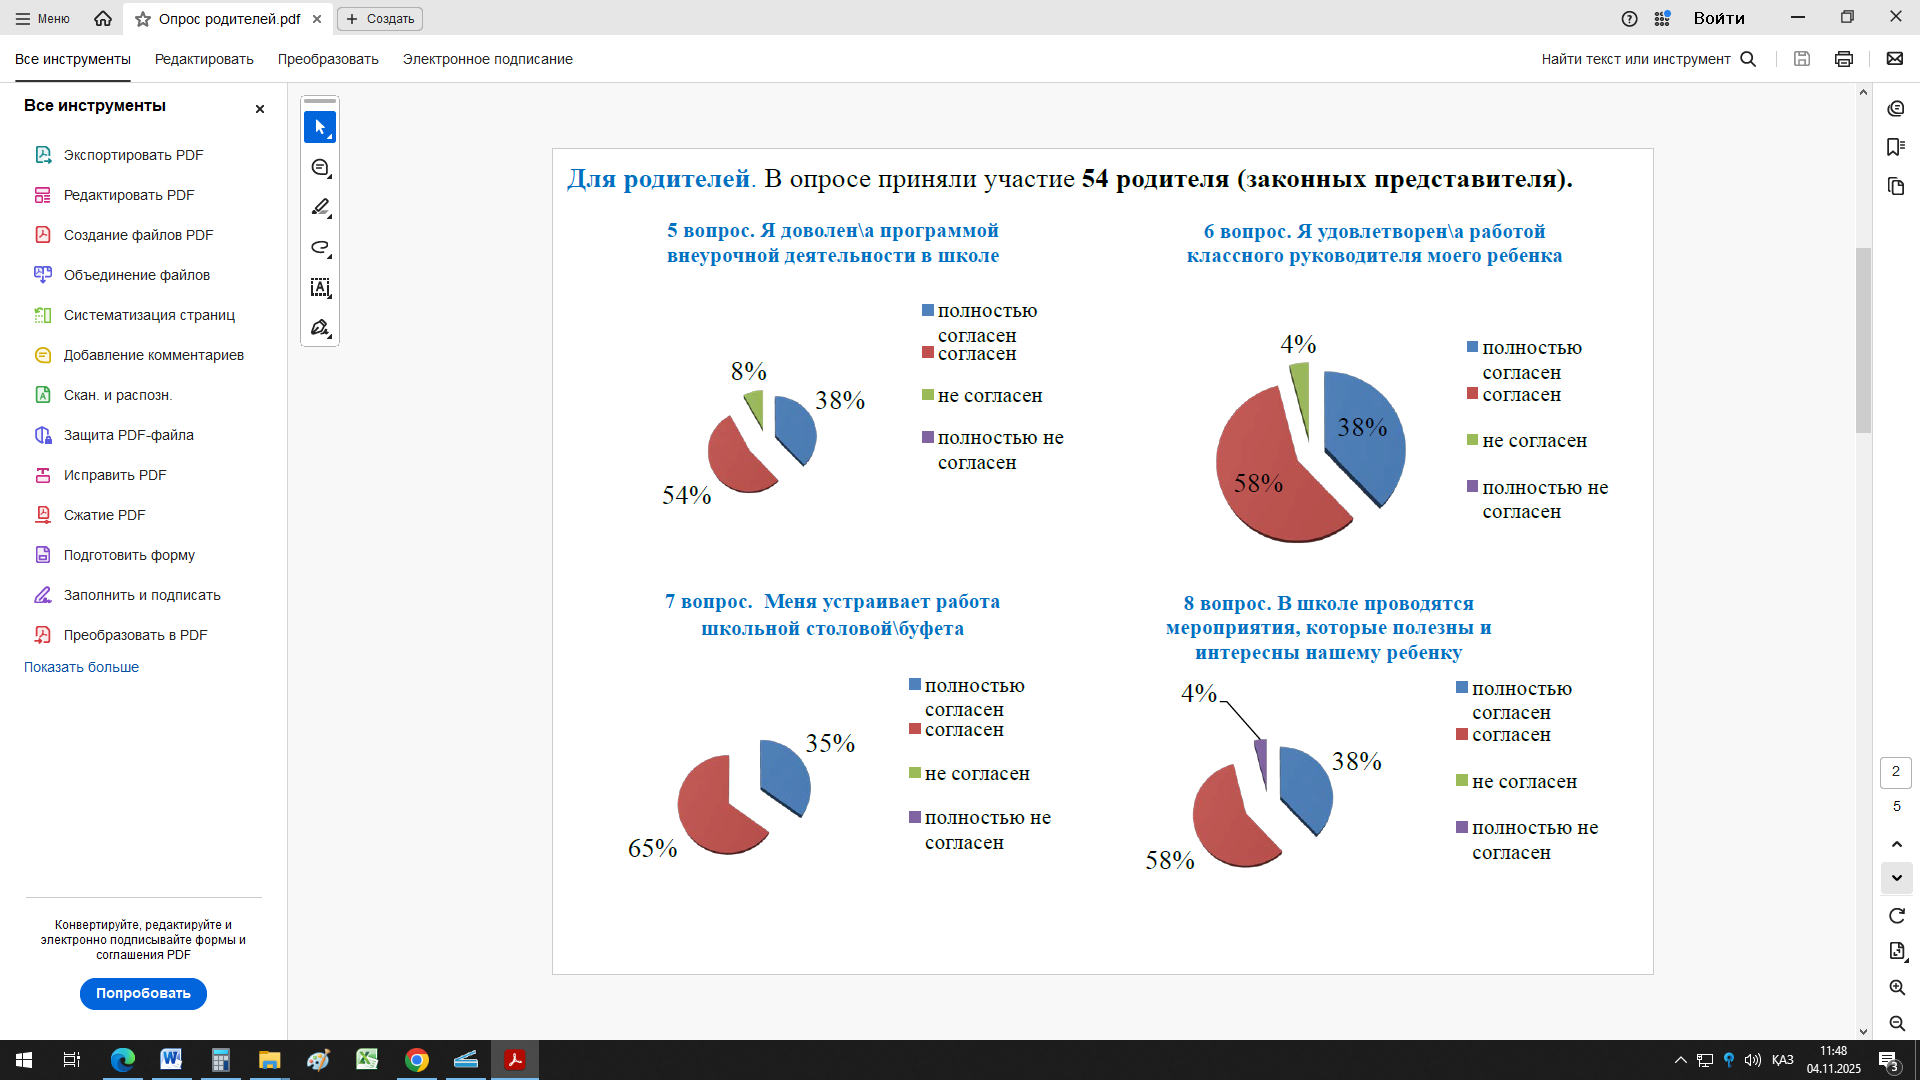 Меню
Опрос родителей.pdf
Создать
Войти
Все инструменты
Редактировать
Преобразовать
Электронное подписание
Найти текст или инструмент
Все инструменты
Экспортировать PDF
Редактировать PDF
Создание файлов PDF
Объединение файлов
Систематизация страниц
Добавление комментариев
Скан. и распозн.
Защита PDF-файла
Исправить PDF
Сжатие PDF
Подготовить форму
Заполнить и подписать
Преобразовать в PDF
Показать больше
Конвертируйте, редактируйте и
электронно подписывайте формы и
соглашения PDF
Попробовать
Для родителей. В опросе приняли участие 54 родителя (законных представителя).
5 вопрос. Я доволен\а программой
внеурочной деятельности в школе
8%
38%
54%
полностью
согласен
согласен
не согласен
полностью не
согласен
6 вопрос. Я удовлетворен\а работой
классного руководителя моего ребенка
4%
38%
58%
полностью
согласен
согласен
не согласен
полностью не
согласен
7 вопрос.  Меня устраивает работа
школьной столовой\буфета
35%
65%
полностью
согласен
согласен
не согласен
полностью не
согласен
8 вопрос. В школе проводятся
мероприятия, которые полезны и
интересны нашему ребенку
4%
38%
58%
полностью
согласен
согласен
не согласен
полностью не
согласен
2
5
ҚАЗ
11:48
04.11.2025
3